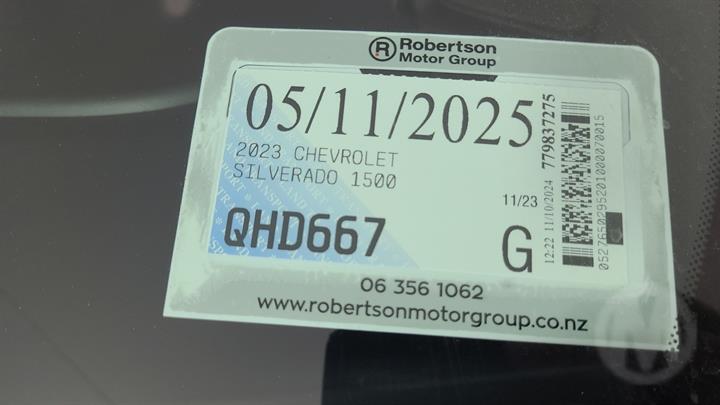 R Robertson
Motor Group
05/11/2025
2023 CHEVROLET
SILVERADO 1500
11/23
QHD667
G
779837275
12:22 11/10/2024
05276502952010000070015
06 356 1062
www.robertsonmotorgroup.co.nz